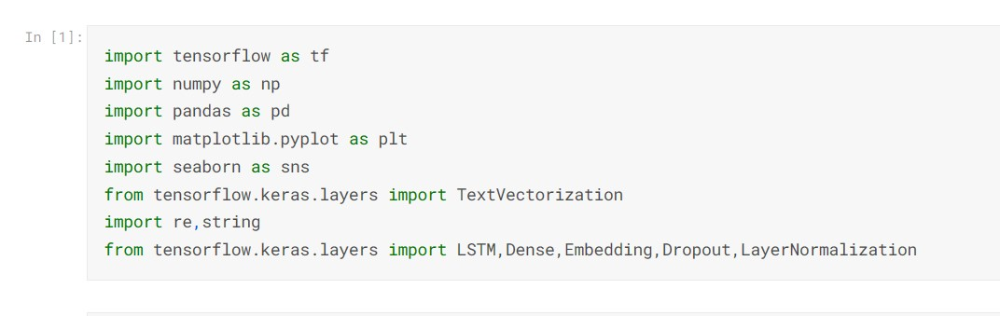 In [1]:
import tensorflow as tf
import numpy as np
import pandas as pd
import matplotlib.pyplot as plt
import seaborn as sns
from tensorflow.keras.layers import TextVectorization
import re,string
from tensorflow.keras.layers import LSTM,Dense,Embedding,Dropout,LayerNormalization